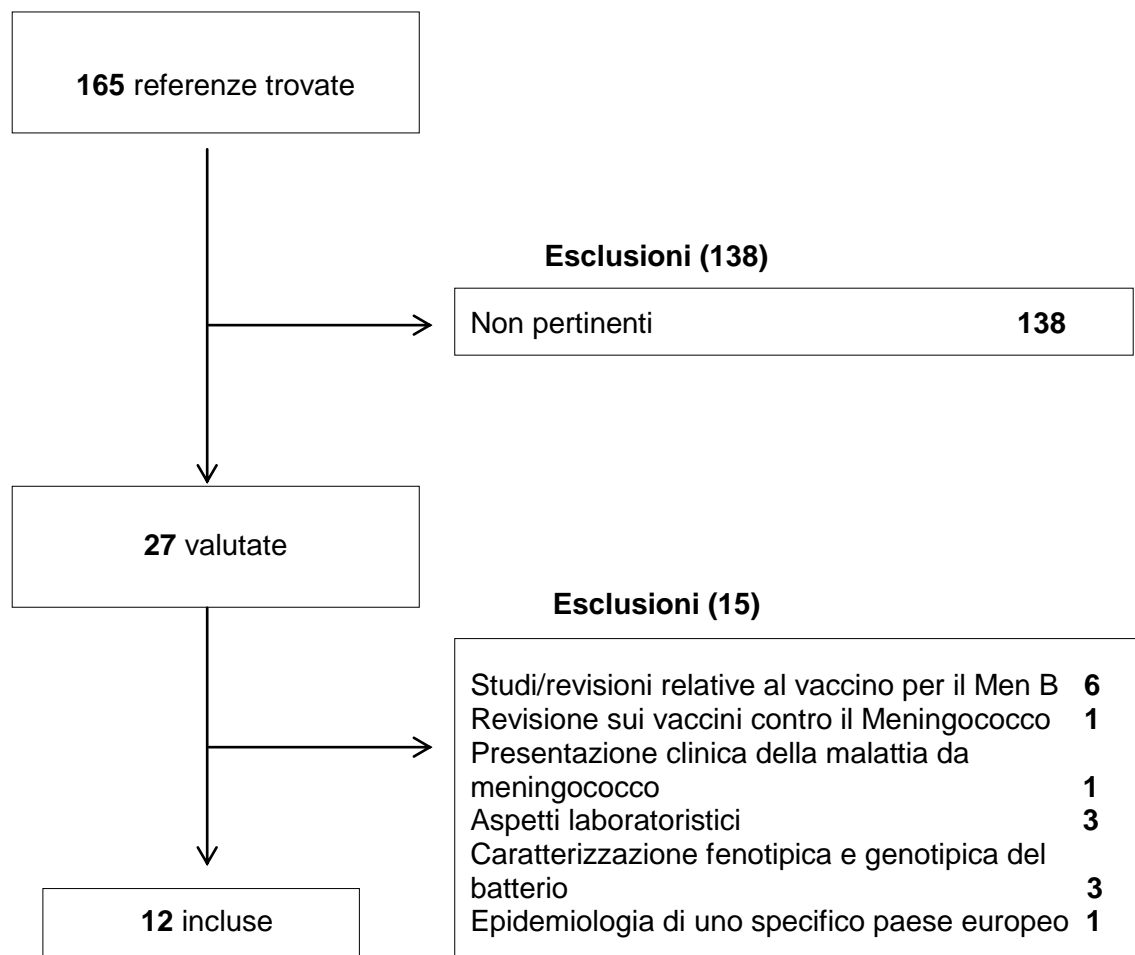 165 referenze trovate
Esclusioni (138)
Non pertinenti 138
27 valutate
Esclusioni (15)
Studi/revisioni relative al vaccino per il Men B 6
Revisione sui vaccini contro il Meningococco 1
Presentazione clinica della malattia da
meningococco 1
Aspetti laboratoristici 3
Caratterizzazione fenotipica e genotipica del
batterio 3
Epidemiologia di uno specifico paese europeo 1
12 incluse